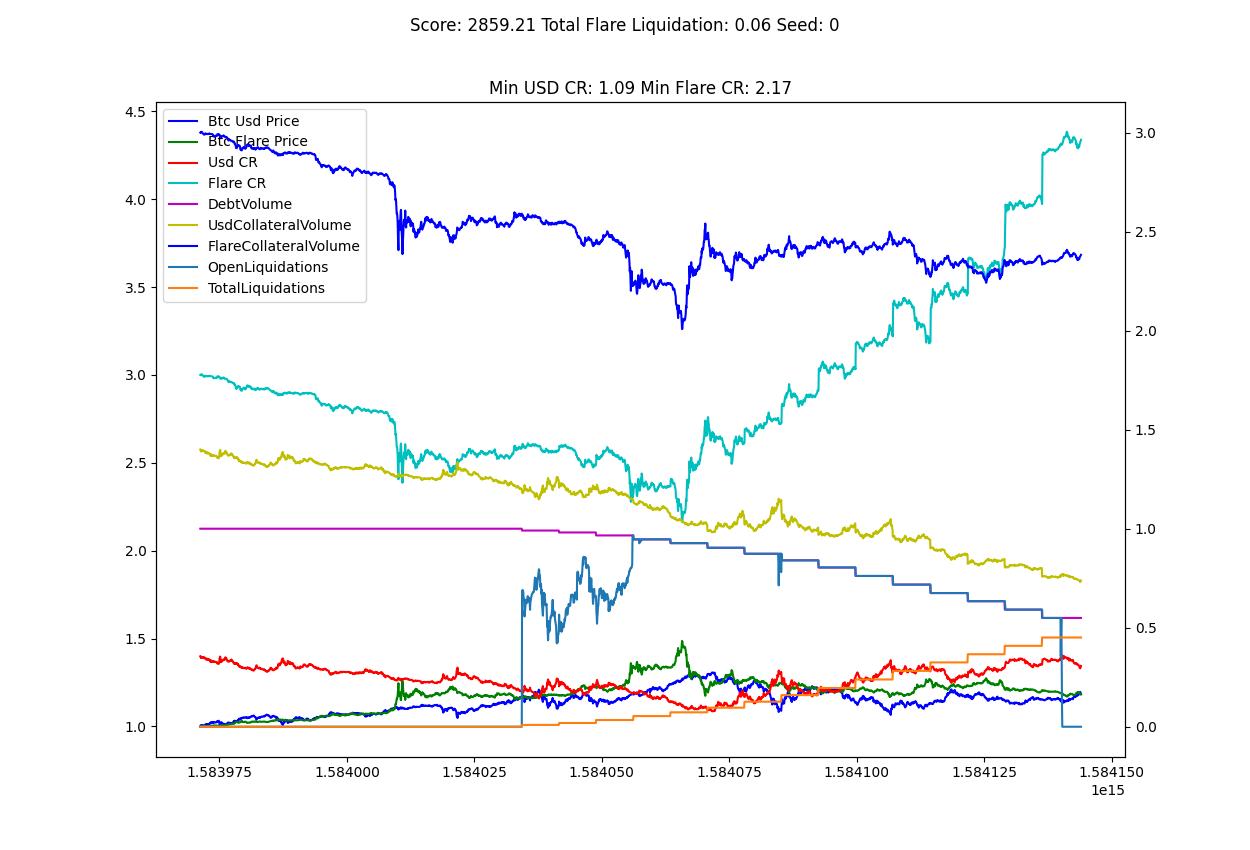 Score: 2859.21 Total Flare Liquidation: 0.06 Seed: 0
Min USD CR: 1.09 Min Flare CR: 2.17
Btc Usd Price
Btc Flare Price
Usd CR
Flare CR
DebtVolume
UsdCollateralVolume
FlareCollateralVolume
OpenLiquidations
TotalLiquidations
4.5
4.0
3.5
3.0
2.5
2.0
1.5
1.0
3.0
2.5
2.0
1.5
1.0
0.5
0.0
1.583975 1.584000 1.584025 1.584050 1.584075 1.584100 1.584125 1.584150
1e15